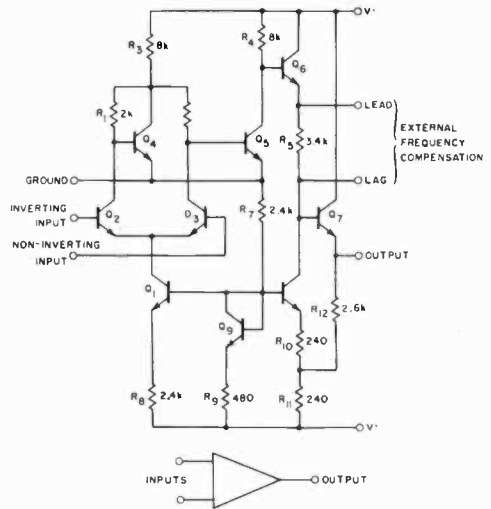 V+
R3 8k
R4 8k
Q6
R1 2k
Q4
Q5
LEAD
R5 3.4k
EXTERNAL
FREQUENCY
COMPENSATION
GROUND
LAG
INVERTING
INPUT
Q2
D3
R7 2.4k
Q7
NON-INVERTING
INPUT
OUTPUT
Q1
R12 2.6k
Q9
R10 240
R8 2.4k
R9 480
R11 240
INPUTS
OUTPUT